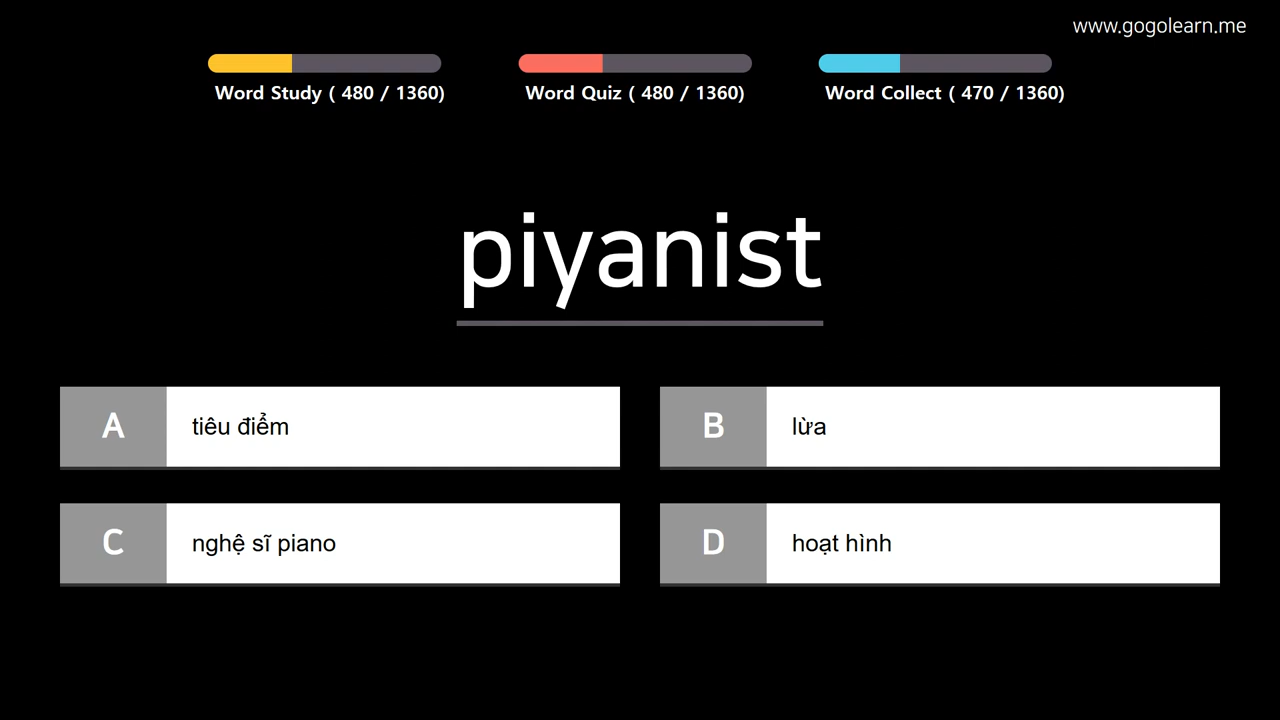 www.gogolearn.me
Word Study ( 480 / 1360)
Word Quiz ( 480 / 1360)
Word Collect ( 470 / 1360)
piyanist
A tiêu điểm
B lừa
C nghệ sĩ piano
D hoạt hình